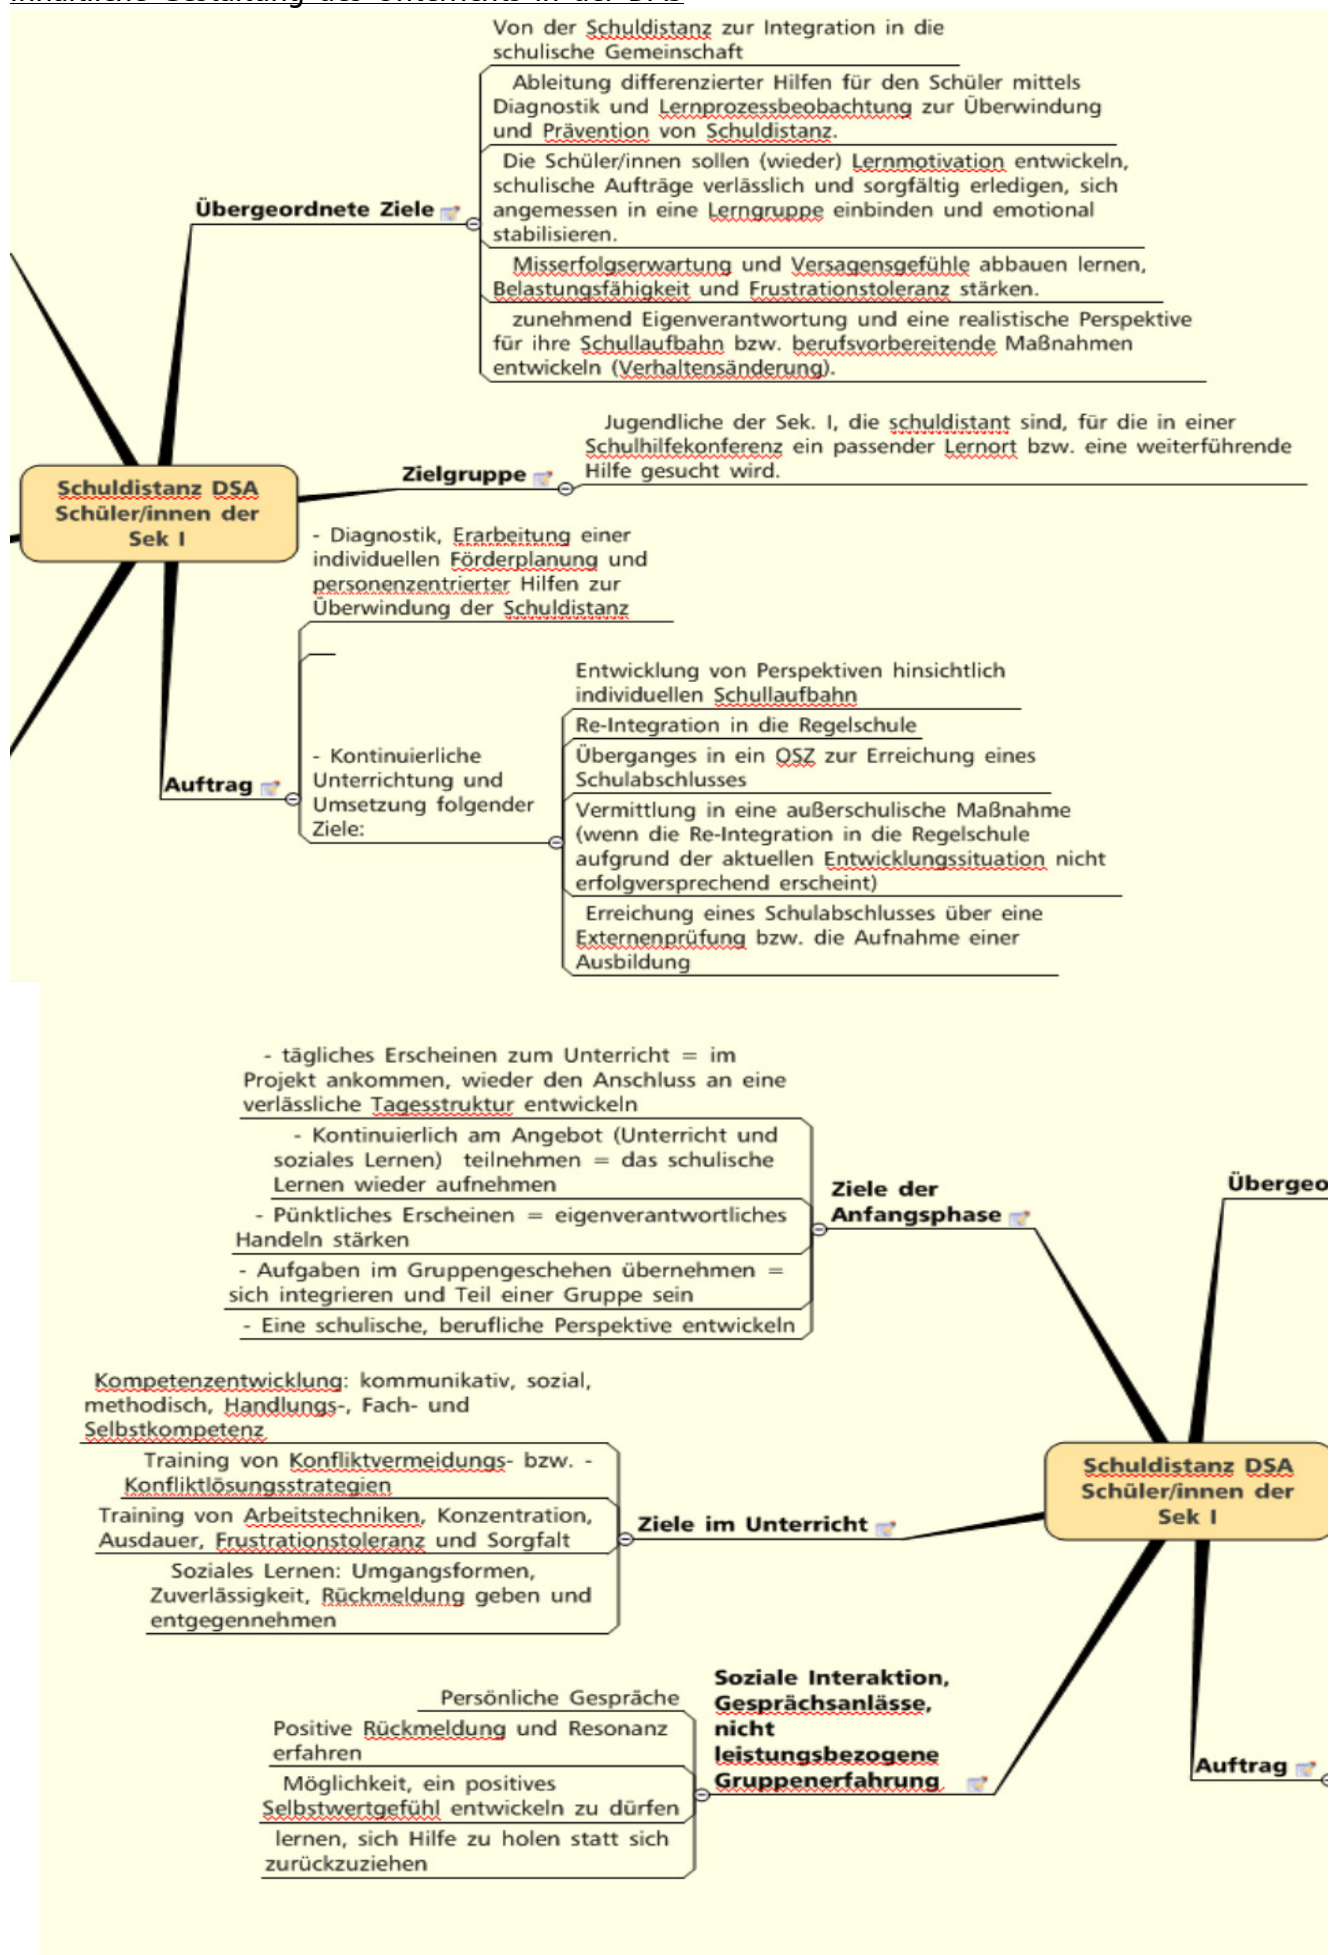 Inhaltliche Gestaltung des Unterrichts in der DAS
Von der Schuldistanz zur Integration in die
schulische Gemeinschaft
Ableitung differenzierter Hilfen für den Schüler mittels
Diagnostik und Lernprozessbeobachtung zur Überwindung
und Prävention von Schuldistanz.
Die Schüler/innen sollen (wieder) Lernmotivation entwickeln,
schulische Aufträge verlässlich und sorgfältig erledigen, sich
angemessen in eine Lerngruppe einbinden und emotional
stabilisieren.
Übergeordnete Ziele
Misserfolgserwartung und Versagensgefühle abbauen lernen,
Belastungsfähigkeit und Frustrationstoleranz stärken.
zunehmend Eigenverantwortung und eine realistische Perspektive
für ihre Schullaufbahn bzw. berufsvorbereitende Maßnahmen
entwickeln (Verhaltensänderung).
Jugendliche der Sek. I, die schuldistant sind, für die in einer
Schulhilfekonferenz ein passender Lernort bzw. eine weiterführende
Hilfe gesucht wird.
Zielgruppe
Schuldistanz DSA
Schüler/innen der
Sek I
- Diagnostik, Erarbeitung einer
individuellen Förderplanung und
personenzentrierter Hilfen zur
Überwindung der Schuldistanz
Auftrag
- Kontinuierliche
Unterrichtung und
Umsetzung folgender
Ziele:
Entwicklung von Perspektiven hinsichtlich
individuellen Schullaufbahn
Re-Integration in die Regelschule
Überganges in ein OSZ zur Erreichung eines
Schulabschlusses
Vermittlung in eine außerschulische Maßnahme
(wenn die Re-Integration in die Regelschule
aufgrund der aktuellen Entwicklungssituation nicht
erfolgversprechend erscheint)
Erreichung eines Schulabschlusses über eine
Externenprüfung bzw. die Aufnahme einer
Ausbildung
- tägliches Erscheinen zum Unterricht = im
Projekt ankommen, wieder den Anschluss an eine
verlässliche Tagesstruktur entwickeln
- Kontinuierlich am Angebot (Unterricht und
soziales Lernen) teilnehmen = das schulische
Lernen wieder aufnehmen
- Pünktliches Erscheinen = eigenverantwortliches
Handeln stärken
- Aufgaben im Gruppengeschehen übernehmen =
sich integrieren und Teil einer Gruppe sein
- Eine schulische, berufliche Perspektive entwickeln
Ziele der
Anfangsphase
Übergeo
Kompetenzentwicklung: kommunikativ, sozial,
methodisch, Handlungs-, Fach- und
Selbstkompetenz
Training von Konfliktvermeidungs- bzw. -
Konfliktlösungsstrategien
Training von Arbeitstechniken, Konzentration,
Ausdauer, Frustrationstoleranz und Sorgfalt
Soziales Lernen: Umgangsformen,
Zuverlässigkeit, Rückmeldung geben und
entgegennehmen
Ziele im Unterricht
Schuldistanz DSA
Schüler/innen der
Sek I
Persönliche Gespräche
Positive Rückmeldung und Resonanz
erfahren
Möglichkeit, ein positives
Selbstwertgefühl entwickeln zu dürfen
lernen, sich Hilfe zu holen statt sich
zurückzuziehen
Soziale Interaktion,
Gesprächsanlässe,
nicht
leistungsbezogene
Gruppenerfahrung
Auftrag